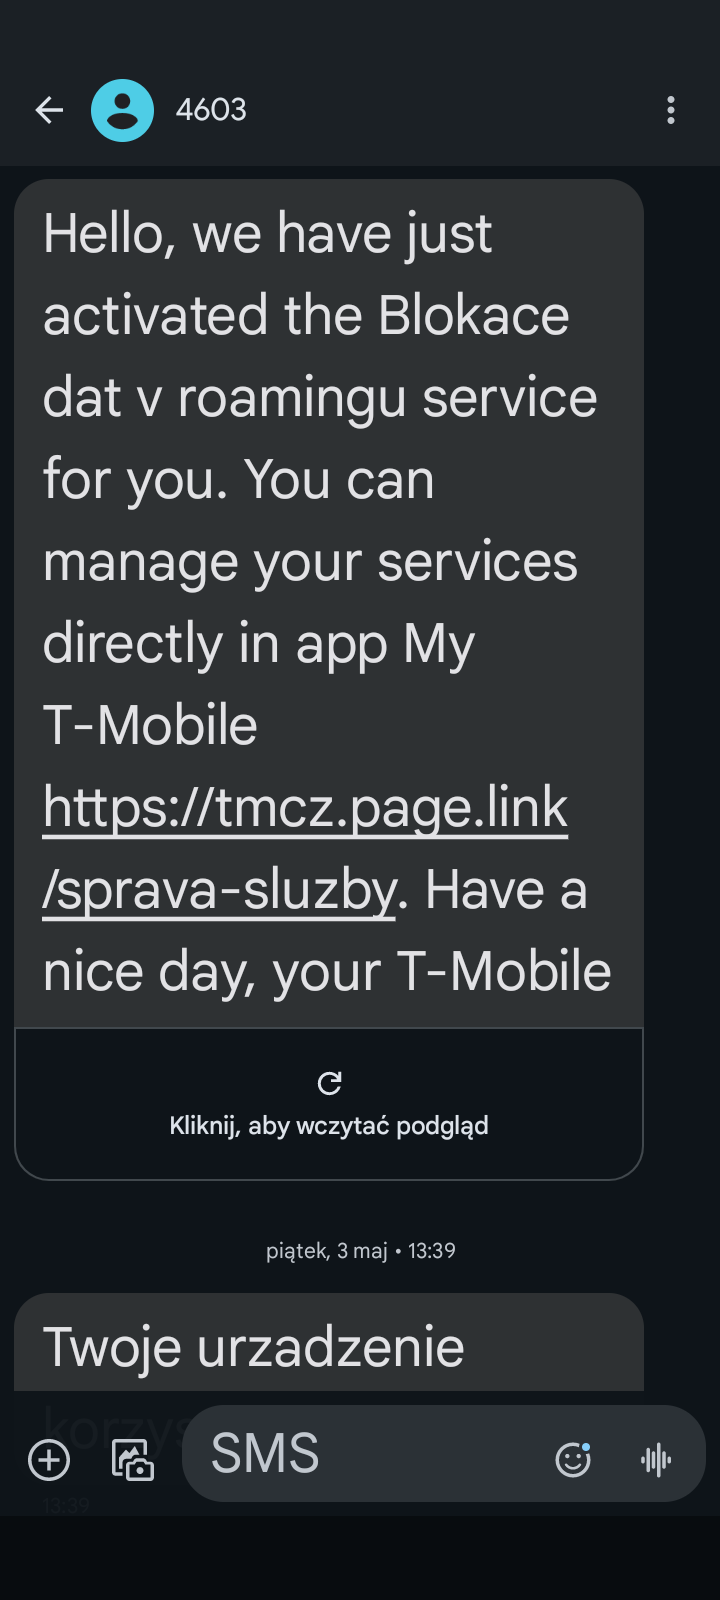 4603
Hello, we have just
activated the Blokace
dat v roamingu service
for you. You can
manage your services
directly in app My
T-Mobile
https://tmcz.page.link
/sprava-sluzby. Have a
nice day, your T-Mobile
Kliknij, aby wczytać podgląd
piątek, 3 maj • 13:39
Twoje urzadzenie
SMS
13:39